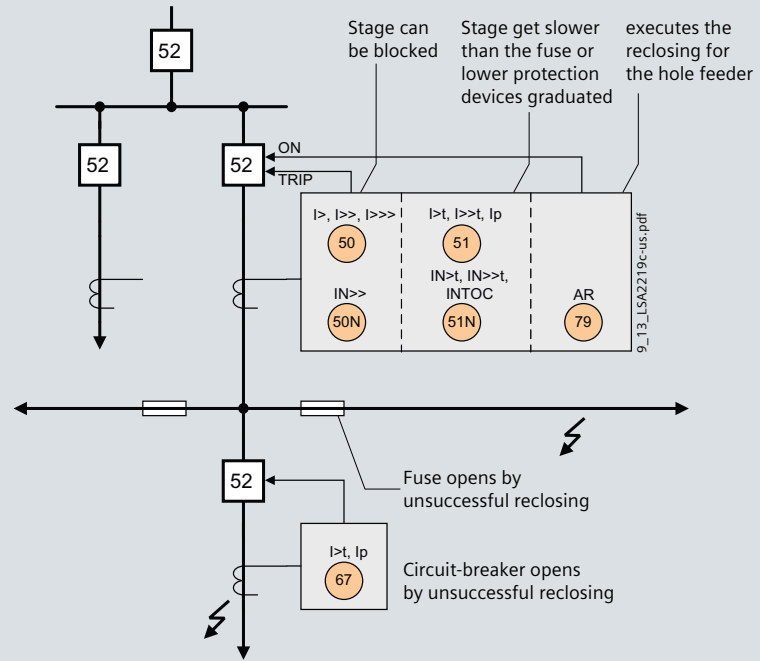 52
Stage can
be blocked
Stage get slower
than the fuse or
lower protection
devices graduated
executes the
reclosing for
the hole feeder
52
52
ON
TRIP
I>, I>>, I>>>
50
I>t, I>>t, Ip
51
IN>>
50N
IN>t, IN>>t,
INTOC
51N
AR
79
9_13_LSA2219c-us.pdf
52
Fuse opens by
unsuccessful reclosing
I>t, Ip
67
Circuit-breaker opens
by unsuccessful reclosing